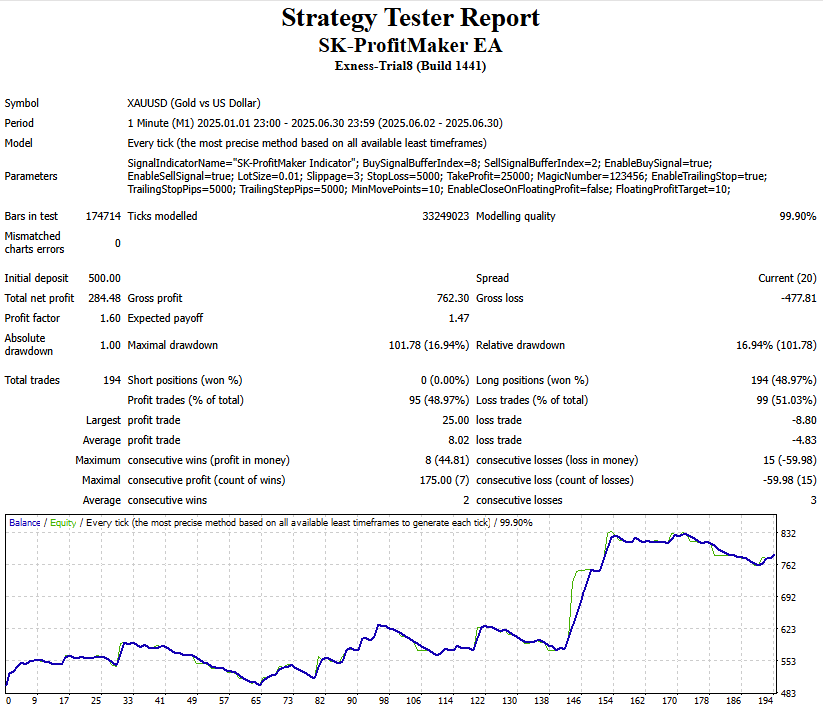 Strategy Tester Report
SK-ProfitMaker EA
Exness-Trial8 (Build 1441)
Symbol XAUUSD (Gold vs US Dollar)
Period 1 Minute (M1) 2025.01.01 23:00 - 2025.06.30 23:59 (2025.06.02 - 2025.06.30)
Model Every tick (the most precise method based on all available least timeframes)
Parameters SignalIndicatorName="SK-ProfitMaker Indicator"; BuySignalBufferIndex=8; SellSignalBufferIndex=2; EnableBuySignal=true;
EnableSellSignal=true; LotSize=0.01; Slippage=3; StopLoss=5000; TakeProfit=25000; MagicNumber=123456; EnableTrailingStop=true;
TrailingStopPips=5000; TrailingStepPips=5000; MinMovePoints=10; EnableCloseOnFloatingProfit=false; FloatingProfitTarget=10;
Bars in test 174714 Ticks modelled 33249023 Modelling quality 99.90%
Mismatched
charts errors 0
Initial deposit 500.00 Spread Current (20)
Total net profit 284.48 Gross profit 762.30 Gross loss -477.81
Profit factor 1.60 Expected payoff 1.47
Absolute
drawdown 1.00 Maximal drawdown 101.78 (16.94%) Relative drawdown 16.94% (101.78)
Total trades 194 Short positions (won %) 0 (0.00%) Long positions (won %) 194 (48.97%)
Profit trades (% of total) 95 (48.97%) Loss trades (% of total) 99 (51.03%)
Largest profit trade 25.00 loss trade -8.80
Average profit trade 8.02 loss trade -4.83
Maximum consecutive wins (profit in money) 8 (44.81) consecutive losses (loss in money) 15 (-59.98)
Maximal consecutive profit (count of wins) 175.00 (7) consecutive loss (count of losses) -59.98 (15)
Average consecutive wins 2 consecutive losses 3
Balance / Equity / Every tick (the most precise method based on all available least timeframes to generate each tick) / 99.90%
832
762
692
623
553
483
0 9 17 25 33 41 49 57 65 73 82 90 98 106 114 122 130 138 146 154 162 170 178 186 194